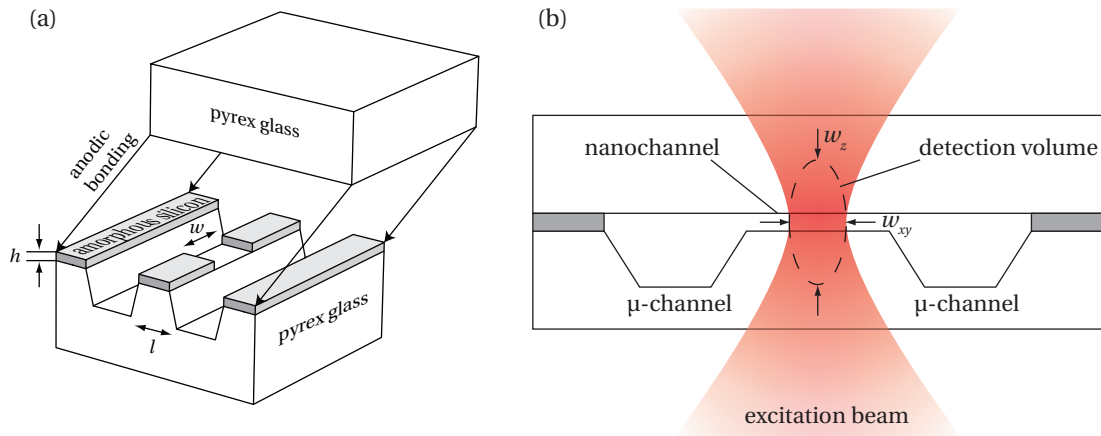 (a)
pyrex glass
anodic
bonding
amorphous silicon
w
h
l
pyrex glass
(b)
nanochannel
w_z
detection volume
w_xy
μ-channel
μ-channel
excitation beam